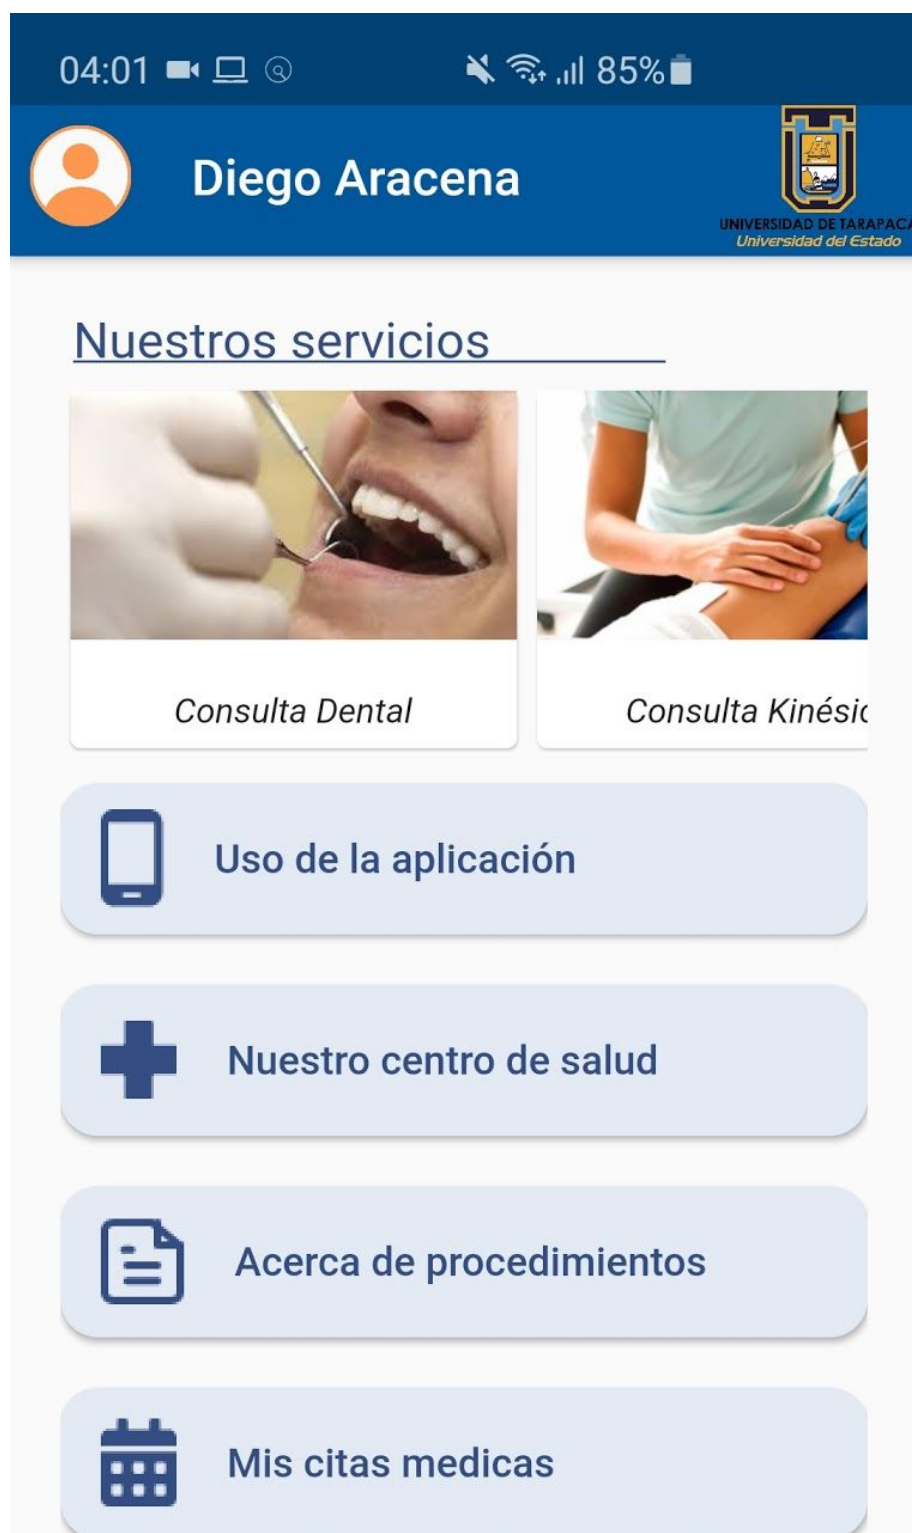 04:01 85%
Diego Aracena
UNIVERSIDAD DE TARAPACA
Universidad del Estado
Nuestros servicios
Consulta Dental
Consulta Kinésic
Uso de la aplicación
Nuestro centro de salud
Acerca de procedimientos
Mis citas medicas